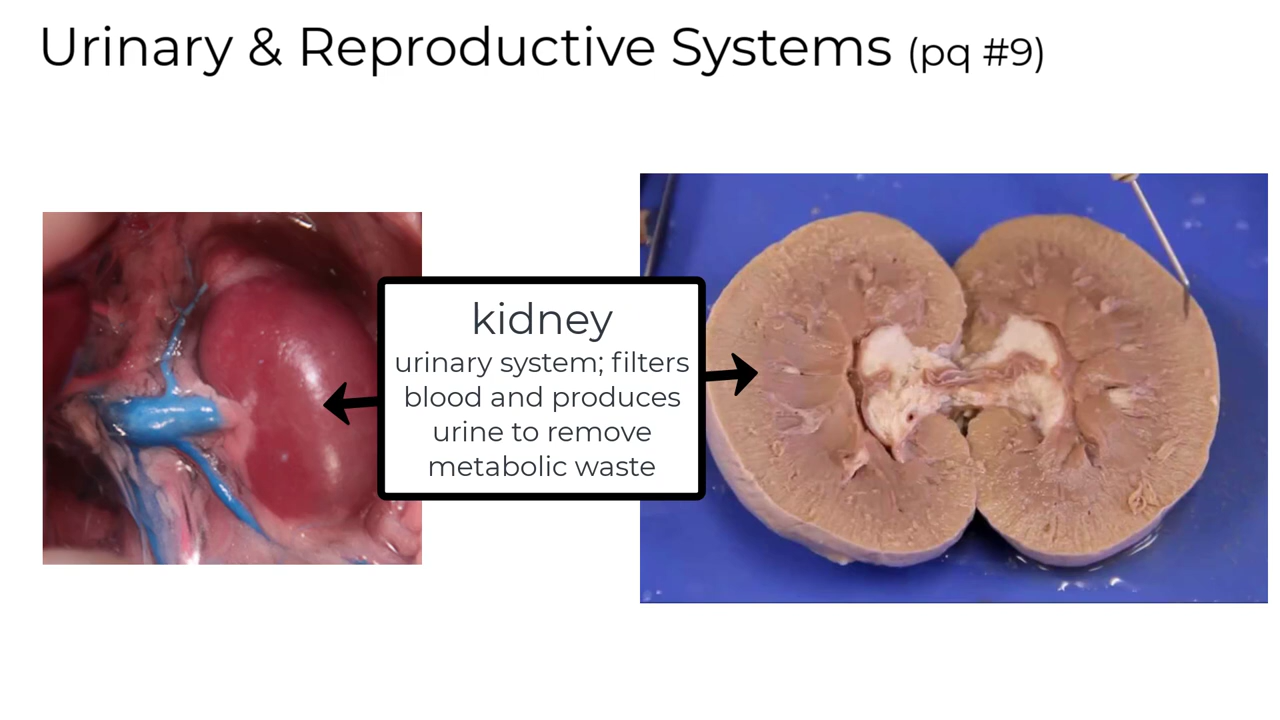 Urinary & Reproductive Systems (pq #9)
kidney
urinary system; filters
blood and produces
urine to remove
metabolic waste